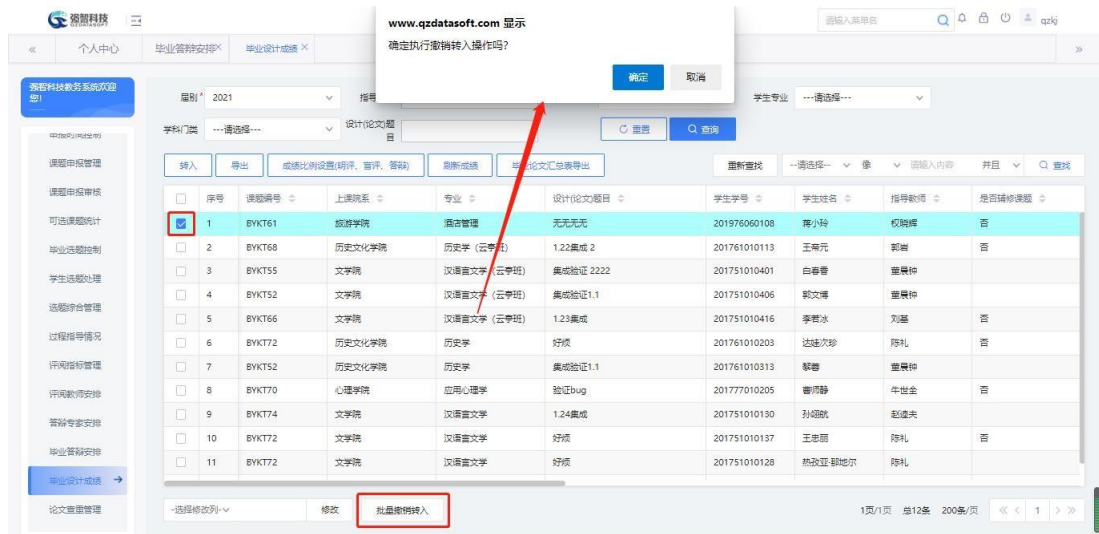 强智科技
QZDATASOFT
www.qzdatasoft.com 显示
确定执行撤销转入操作吗?
确定 取消
请输入菜单名
qzkj
个人中心 毕业答辩安排 毕业设计成绩
强智科技教务系统欢迎您!
届别* 2021 指导 学生专业 ---请选择---
学科门类 ---请选择--- 设计(论文)题目 重置 查询
转入 导出 成绩比例设置(明评、盲评、答辩) 刷新成绩 毕业论文汇总表导出 重新查找 --请选择-- 像 请输入内容 并且 查找
序号 课题编号 上课院系 专业 设计(论文)题目 学生学号 学生姓名 指导教师 是否辅修课题
1 BYKT61 旅游学院 酒店管理 无无无无 201976060108 蒋小玲 权晓辉 否
2 BYKT68 历史文化学院 历史学(云亭班) 1.22集成 2 201761010113 王帝元 郭岩 否
3 BYKT55 文学院 汉语言文学(云亭班) 集成验证 2222 201751010401 白春香 董晨钟
4 BYKT52 文学院 汉语言文学(云亭班) 集成验证1.1 201751010406 郭文博 董晨钟
5 BYKT66 文学院 汉语言文学(云亭班) 1.23集成 201751010416 李若冰 刘基 否
6 BYKT72 历史文化学院 历史学 好烦 201761010203 达娃次珍 陈礼 否
7 BYKT52 历史文化学院 历史学 集成验证1.1 201761010313 董晨钟
8 BYKT70 心理学院 应用心理学 验证bug 201777010205 曹师静 牛世全 否
9 BYKT74 文学院 汉语言文学 1.24集成 201751010130 孙翊航 赵逵夫
10 BYKT72 文学院 汉语言文学 好烦 201751010137 王思丽 陈礼 否
11 BYKT72 文学院 汉语言文学 好烦 201751010128 热孜亚·那地尔 陈礼
申报时间控制
课题申报管理
课题申报审核
可选课题统计
毕业选题控制
学生选题处理
选题综合管理
过程指导情况
评阅指标管理
评阅教师安排
答辩专家安排
毕业答辩安排
毕业设计成绩
论文查重管理
-选择修改列- 修改 批量撤销转入 1页/1页 总12条 200条/页 1